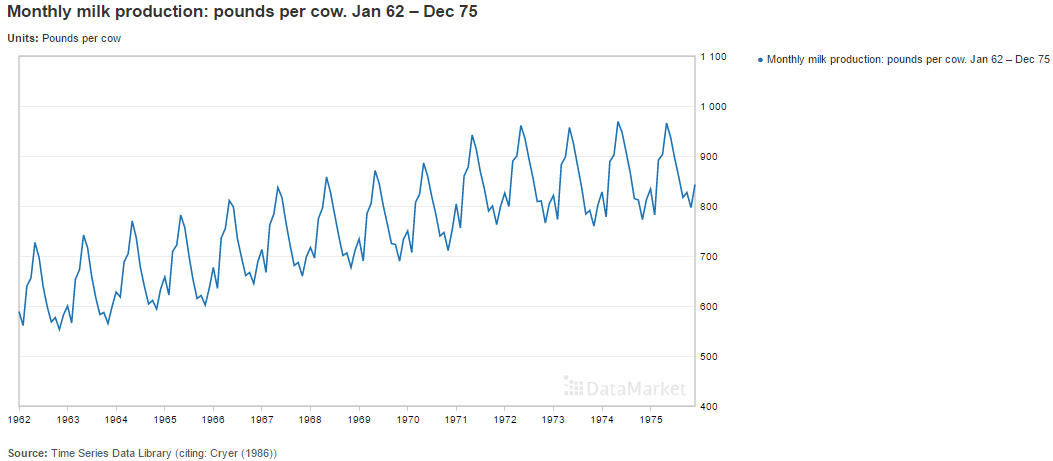 Monthly milk production: pounds per cow. Jan 62 – Dec 75
Units: Pounds per cow
1 100
Monthly milk production: pounds per cow. Jan 62 – Dec 75
1 000
900
800
700
600
500
DataMarket
400
1962 1963 1964 1965 1966 1967 1968 1969 1970 1971 1972 1973 1974 1975
Source: Time Series Data Library (citing: Cryer (1986))